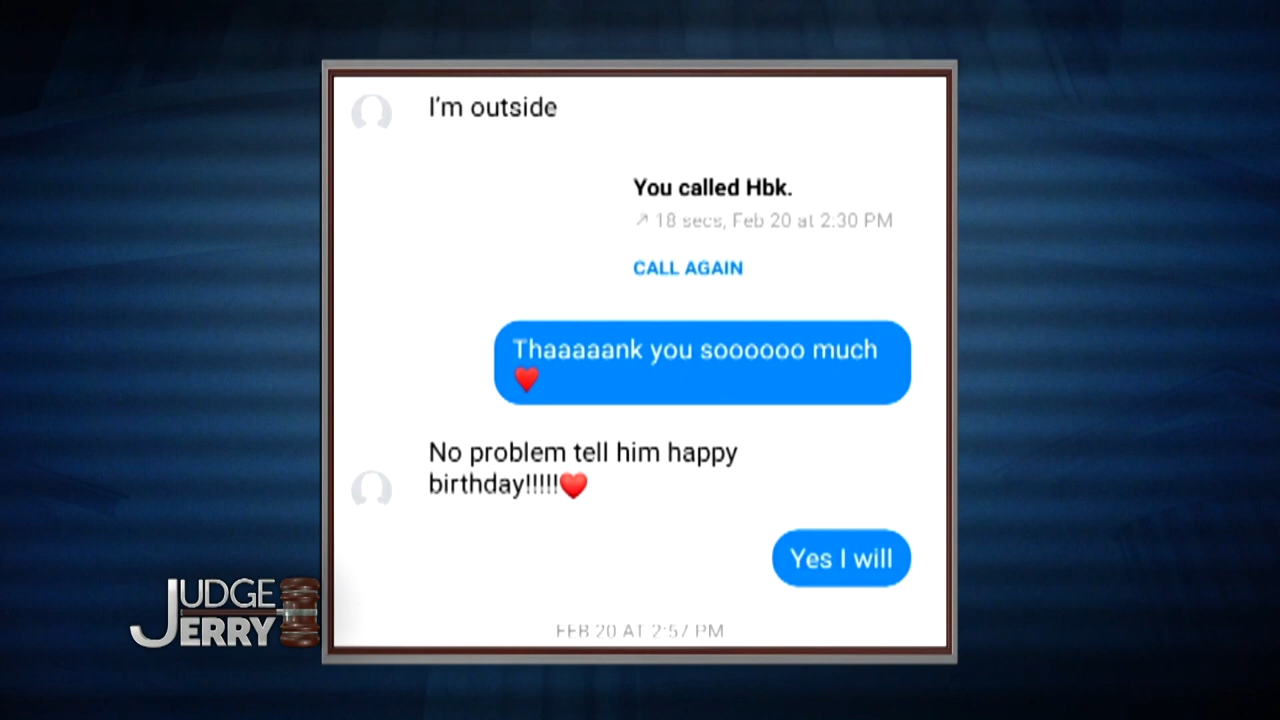 I'm outside
You called Hbk.
↗ 18 secs, Feb 20 at 2:30 PM
CALL AGAIN
Thaaaaank you soooooo much
❤️
No problem tell him happy
birthday!!!!!❤️
Yes I will
FEB 20 AT 2:57 PM
JUDGE
JERRY